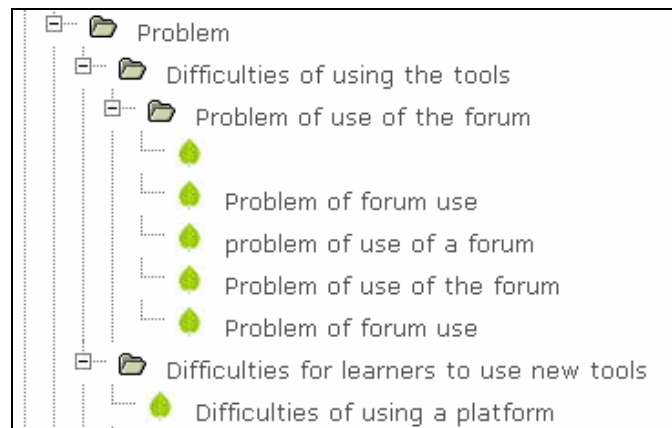 Problem
Difficulties of using the tools
Problem of use of the forum
Problem of forum use
problem of use of a forum
Problem of use of the forum
Problem of forum use
Difficulties for learners to use new tools
Difficulties of using a platform